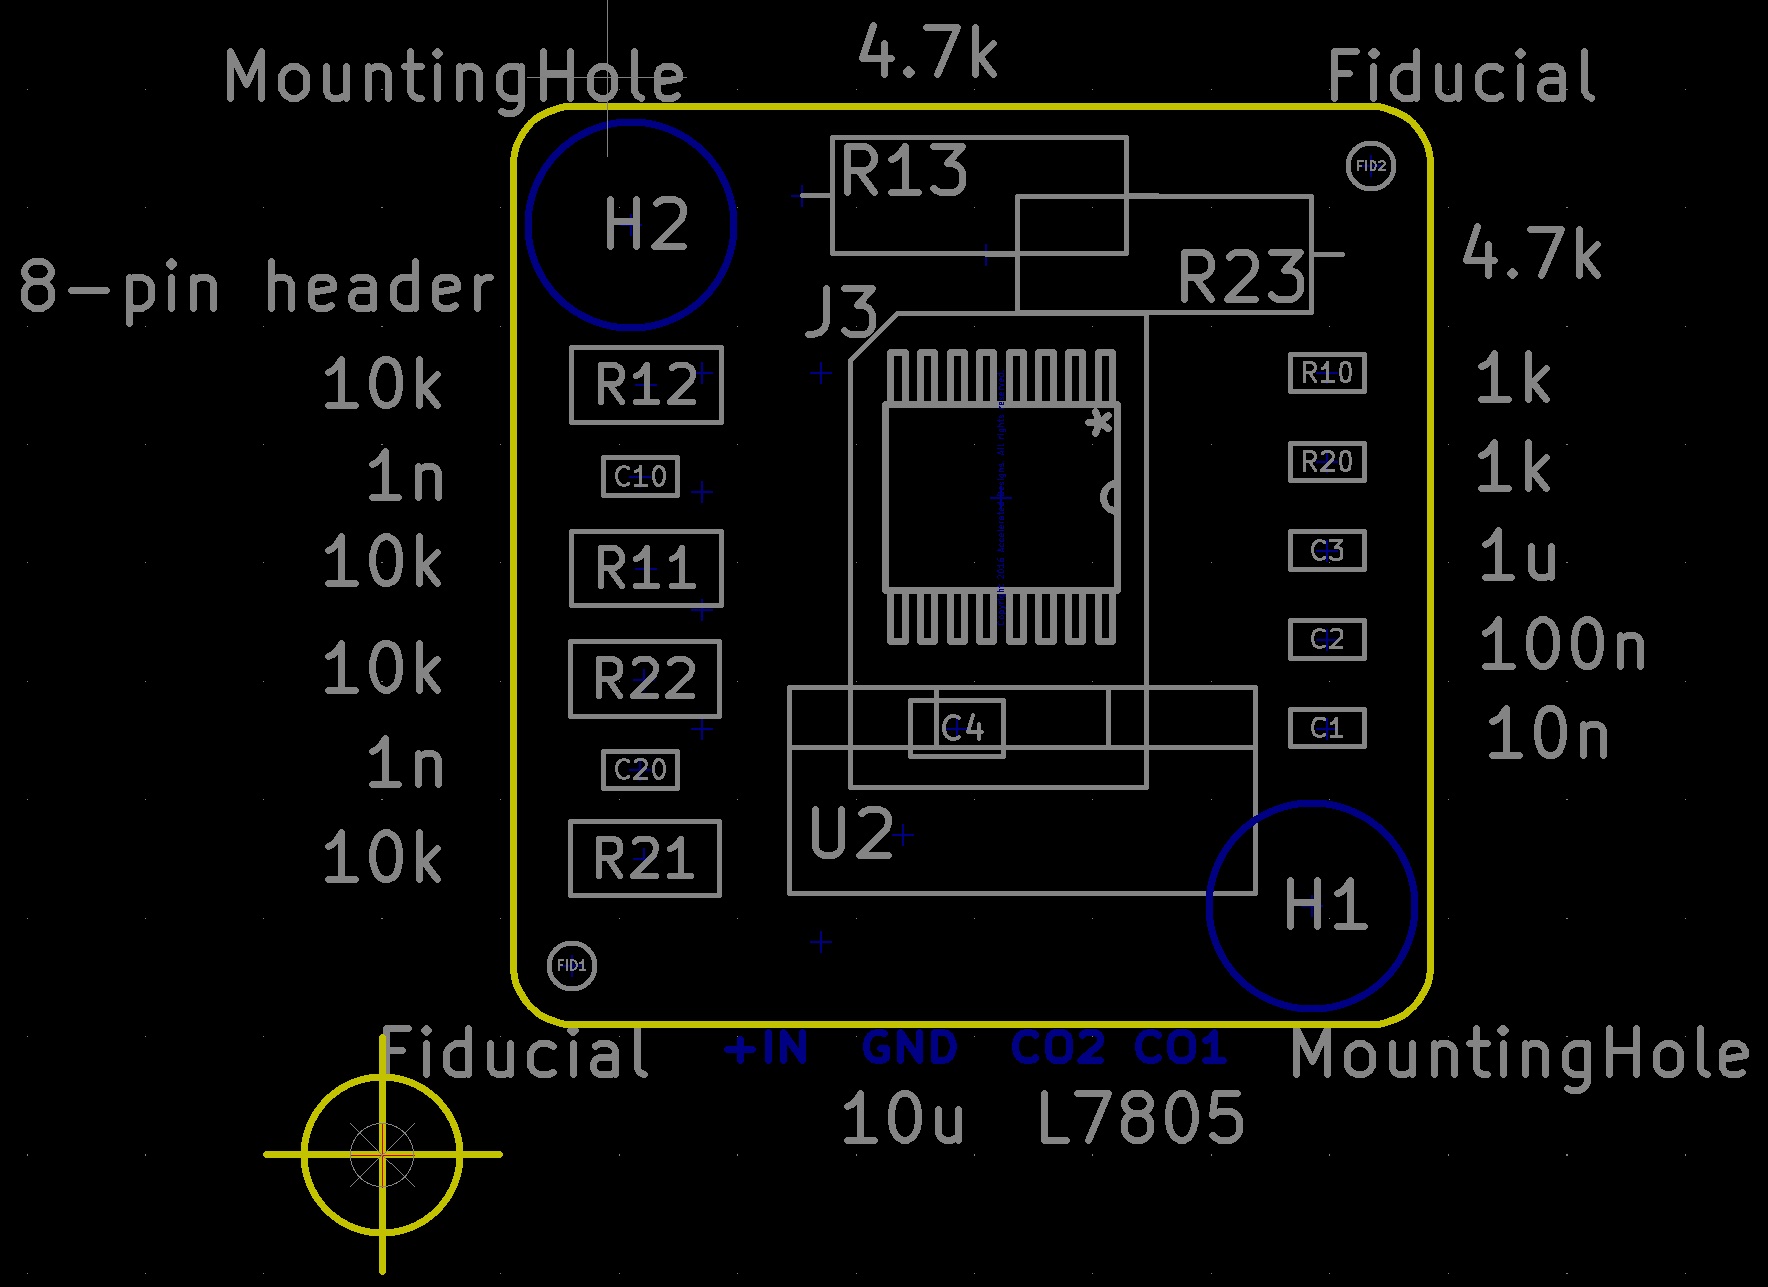 4.7k
MountingHole
Fiducial
R13
FID2
H2
R23
4.7k
8-pin header
J3
10k
R12
R10
1k
*
1n
C10
R20
1k
10k
R11
C3
1u
10k
R22
C2
100n
C4
C1
10n
1n
C20
U2
10k
R21
H1
FID1
Fiducial
+IN GND CO2 CO1
MountingHole
10u L7805